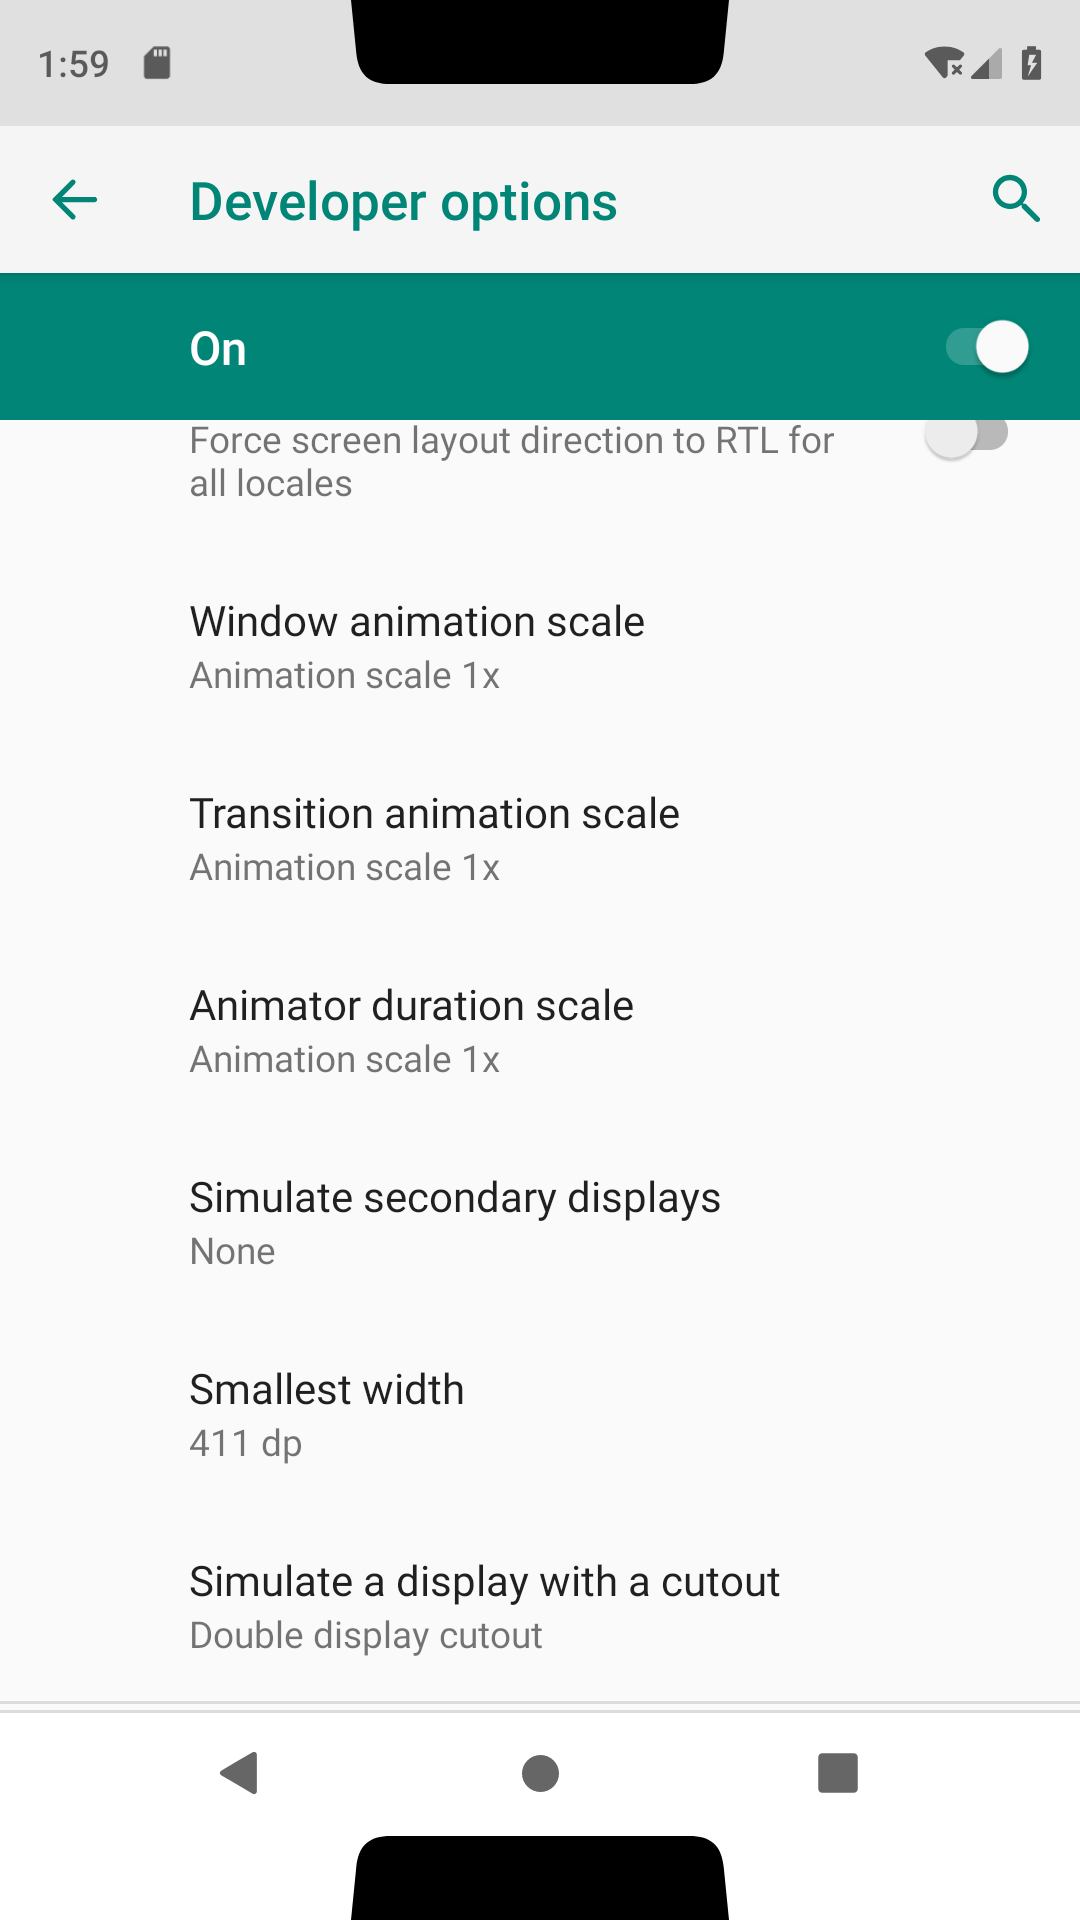 1:59
Developer options
On
Force screen layout direction to RTL for
all locales
Window animation scale
Animation scale 1x
Transition animation scale
Animation scale 1x
Animator duration scale
Animation scale 1x
Simulate secondary displays
None
Smallest width
411 dp
Simulate a display with a cutout
Double display cutout